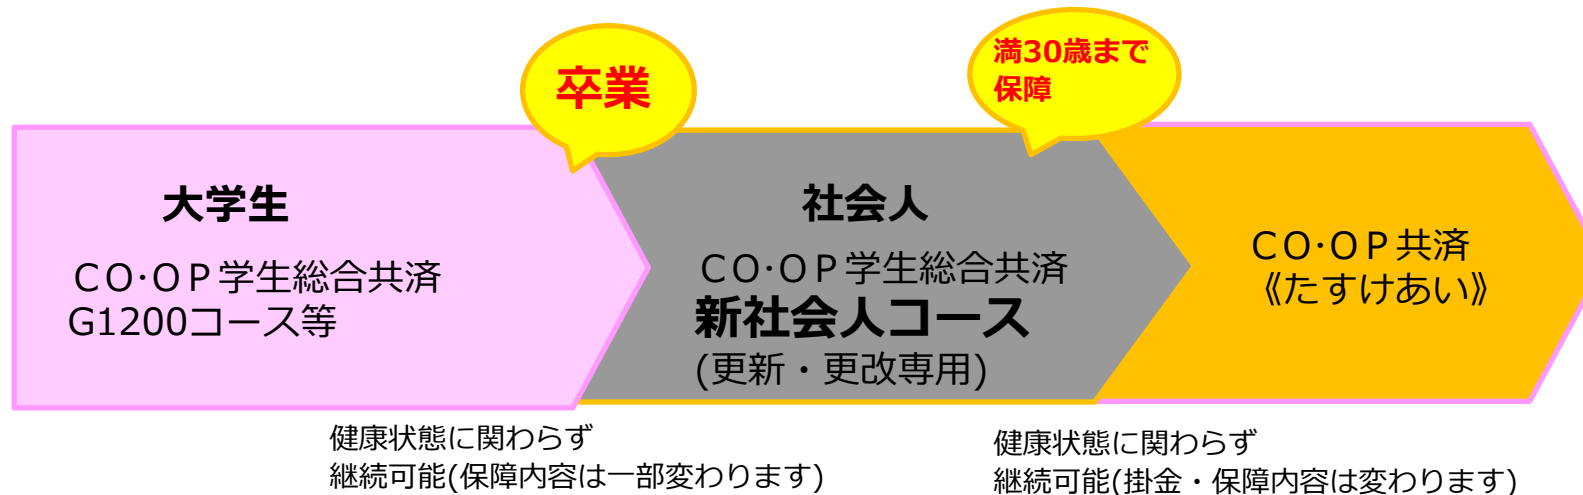 卒業
満30歳まで
保障
大学生
ＣＯ･ＯＰ学生総合共済
G1200コース等
社会人
ＣＯ･ＯＰ学生総合共済
新社会人コース
(更新・更改専用)
ＣＯ･ＯＰ共済
《たすけあい》
健康状態に関わらず
継続可能(保障内容は一部変わります)
健康状態に関わらず
継続可能(掛金・保障内容は変わります)